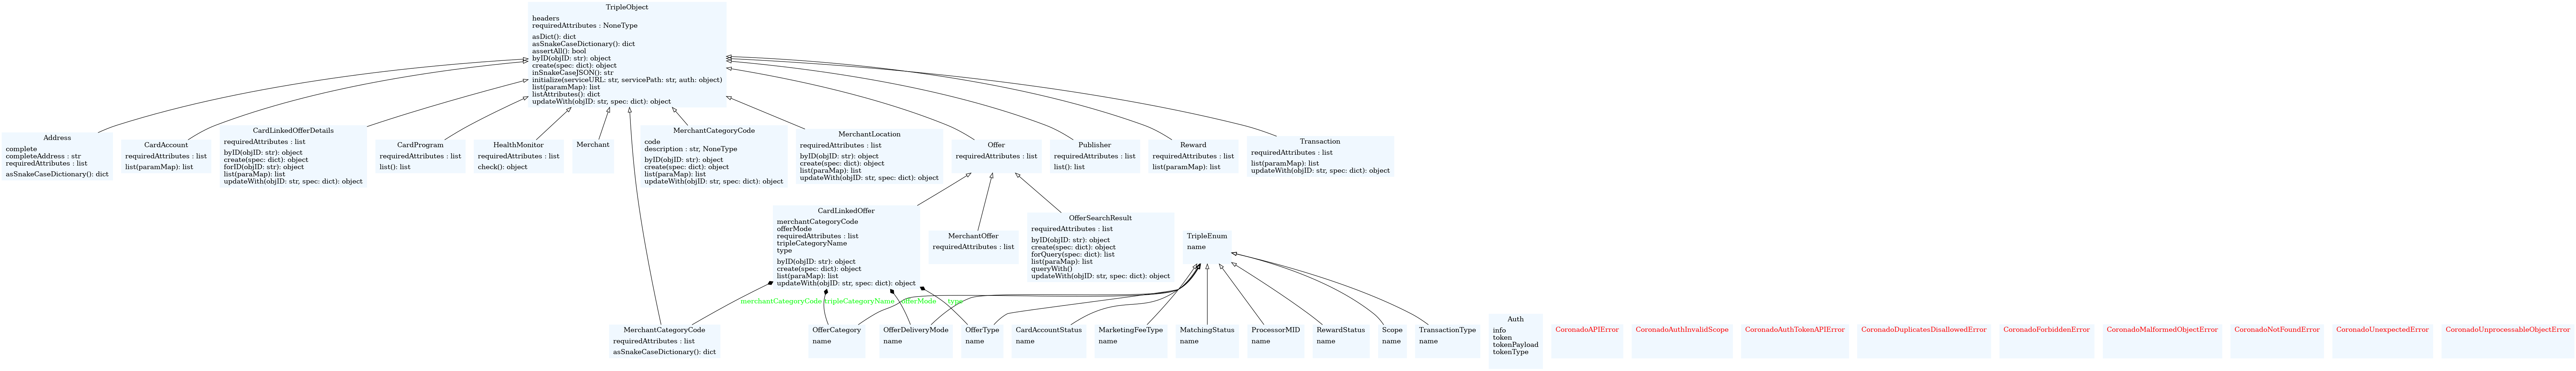 TripleObject
headers
requiredAttributes : NoneType
asDict(): dict
asSnakeCaseDictionary(): dict
assertAll(): bool
byID(objID: str): object
create(spec: dict): object
inSnakeCaseJSON(): str
initialize(serviceURL: str, servicePath: str, auth: object)
list(paramMap): list
listAttributes(): dict
updateWith(objID: str, spec: dict): object
Address
complete
completeAddress : str
requiredAttributes : list
asSnakeCaseDictionary(): dict
CardAccount
requiredAttributes : list
list(paramMap): list
CardLinkedOfferDetails
requiredAttributes : list
byID(objID: str): object
create(spec: dict): object
forID(objID: str): object
list(paraMap): list
updateWith(objID: str, spec: dict): object
CardProgram
requiredAttributes : list
list(): list
HealthMonitor
requiredAttributes : list
check(): object
Merchant
MerchantCategoryCode
code
description : str, NoneType
byID(objID: str): object
create(spec: dict): object
list(paraMap): list
updateWith(objID: str, spec: dict): object
MerchantLocation
requiredAttributes : list
byID(objID: str): object
create(spec: dict): object
list(paraMap): list
updateWith(objID: str, spec: dict): object
Offer
requiredAttributes : list
Publisher
requiredAttributes : list
list(): list
Reward
requiredAttributes : list
list(paramMap): list
Transaction
requiredAttributes : list
list(paramMap): list
updateWith(objID: str, spec: dict): object
CardLinkedOffer
merchantCategoryCode
offerMode
requiredAttributes : list
tripleCategoryName
type
byID(objID: str): object
create(spec: dict): object
list(paraMap): list
updateWith(objID: str, spec: dict): object
MerchantOffer
requiredAttributes : list
OfferSearchResult
requiredAttributes : list
byID(objID: str): object
create(spec: dict): object
forQuery(spec: dict): list
list(paraMap): list
queryWith()
updateWith(objID: str, spec: dict): object
TripleEnum
name
merchantCategoryCode
tripleCategoryName
offerMode
type
MerchantCategoryCode
requiredAttributes : list
asSnakeCaseDictionary(): dict
OfferCategory
name
OfferDeliveryMode
name
OfferType
name
CardAccountStatus
name
MarketingFeeType
name
MatchingStatus
name
ProcessorMID
name
RewardStatus
name
Scope
name
TransactionType
name
Auth
info
token
tokenPayload
tokenType
CoronadoAPIError
CoronadoAuthInvalidScope
CoronadoAuthTokenAPIError
CoronadoDuplicatesDisallowedError
CoronadoForbiddenError
CoronadoMalformedObjectError
CoronadoNotFoundError
CoronadoUnexpectedError
CoronadoUnprocessableObjectError